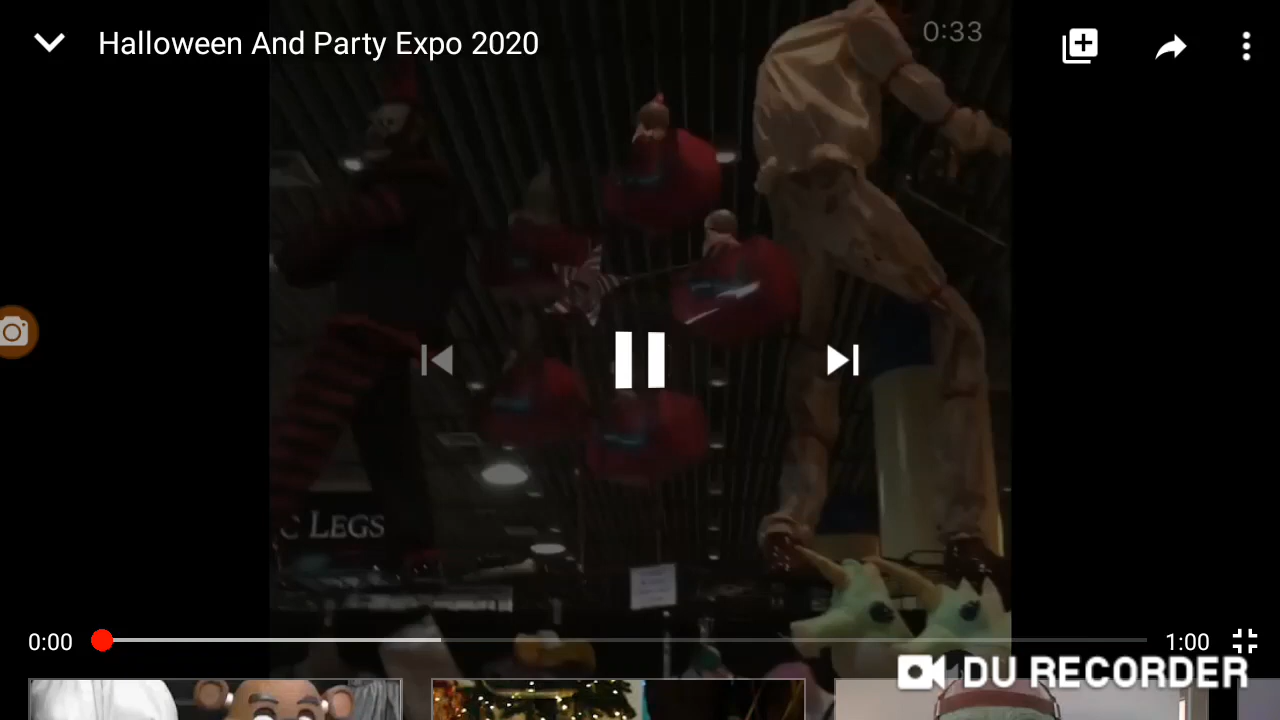 Halloween And Party Expo 2020
0:33
C LEGS
0:00
1:00
DU RECORDER